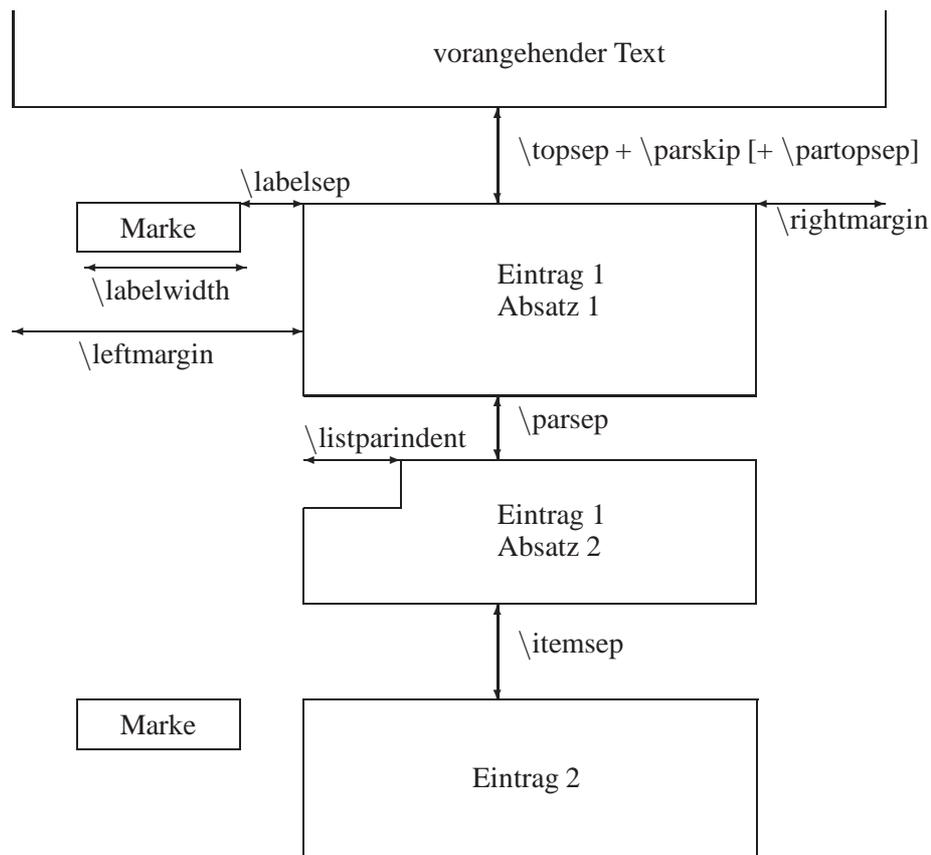 vorangehender Text
\topsep + \parskip [+ \partopsep]
\labelsep
\rightmargin
Marke
\labelwidth
\leftmargin
Eintrag 1
Absatz 1
\parsep
\listparindent
Eintrag 1
Absatz 2
\itemsep
Marke
Eintrag 2